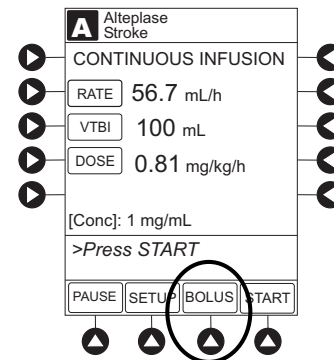 A Alteplase
Stroke
CONTINUOUS INFUSION
RATE 56.7 mL/h
VTBI 100 mL
DOSE 0.81 mg/kg/h
[Conc]: 1 mg/mL
>Press START
PAUSE SETUP BOLUS START